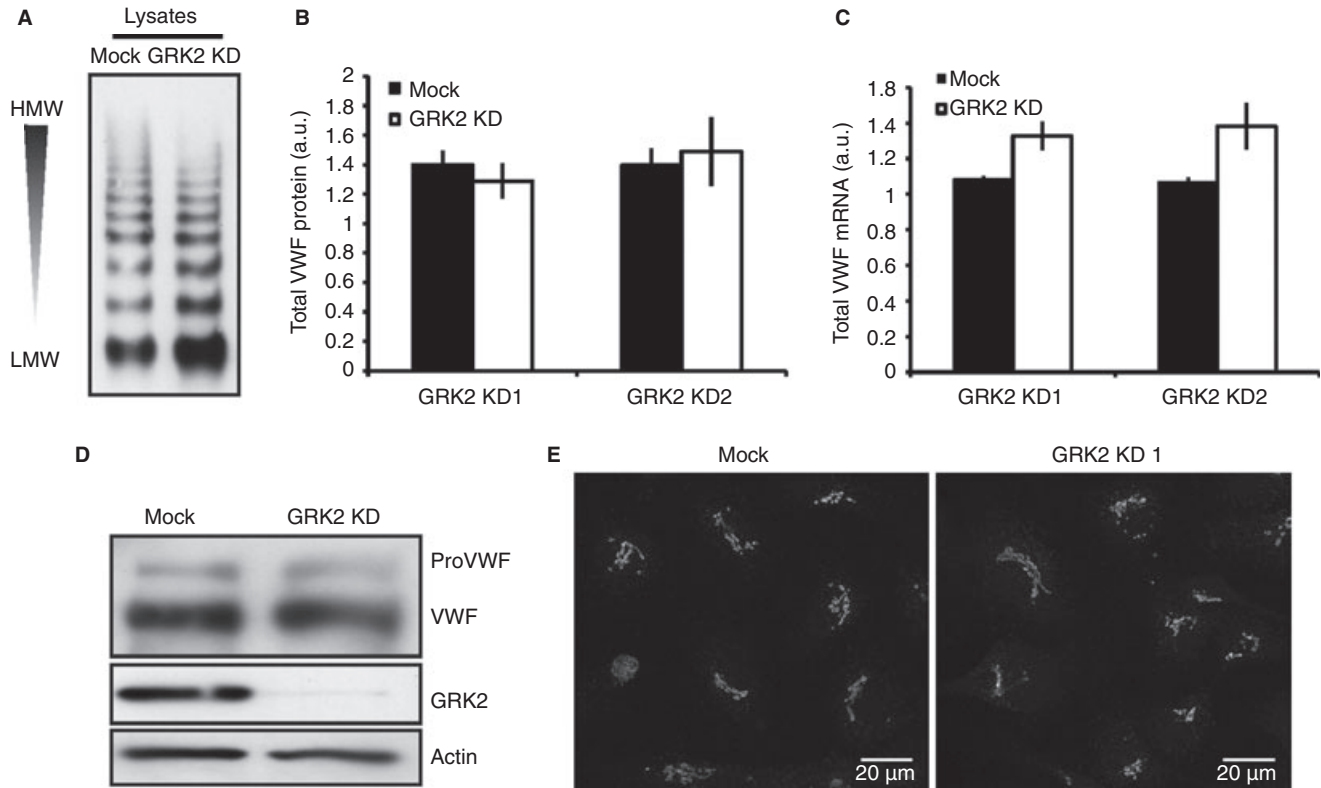 A
Lysates
Mock GRK2 KD
HMW
LMW
B
Total VWF protein (a.u.)
2
1.8
1.6
1.4
1.2
1
0.8
0.6
0.4
0.2
0
Mock
GRK2 KD
GRK2 KD1
GRK2 KD2
C
Total VWF mRNA (a.u.)
1.8
1.4
1.2
1
0.8
0.6
0.4
0.2
0
Mock
GRK2 KD
GRK2 KD1
GRK2 KD2
D
Mock
GRK2 KD
ProVWF
VWF
GRK2
Actin
E
Mock
GRK2 KD 1
20 µm
20 µm